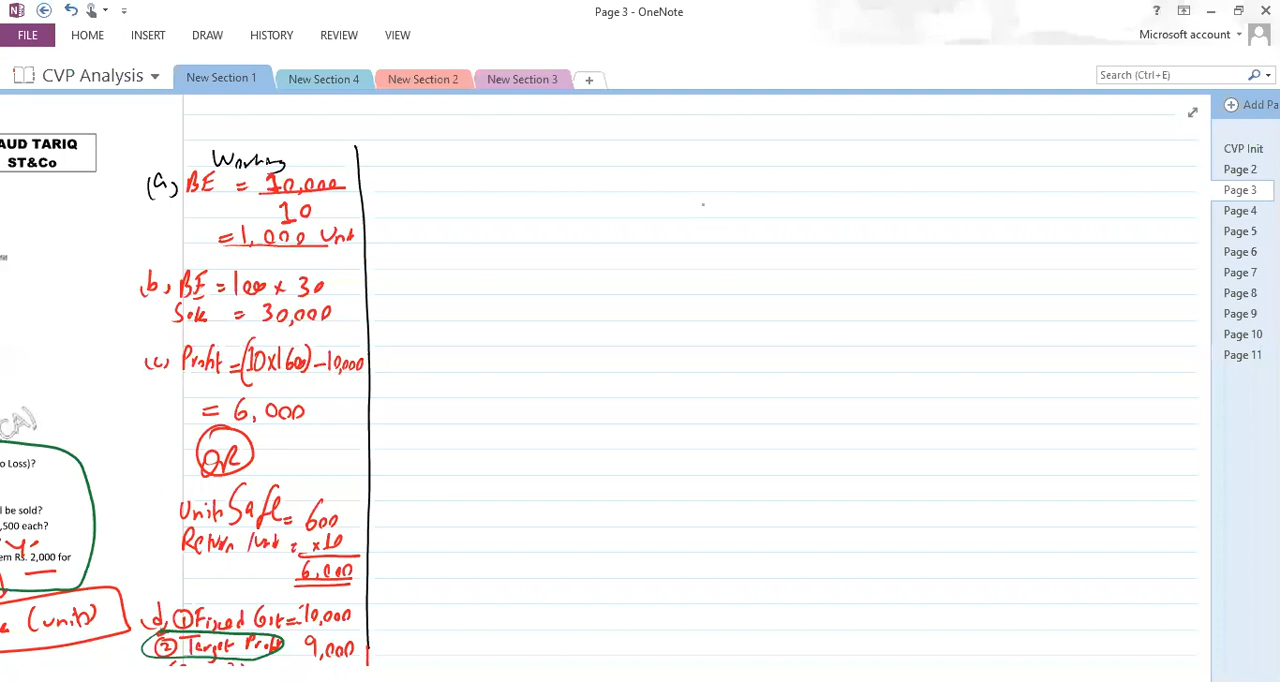 Page 3 - OneNote
?
FILE HOME INSERT DRAW HISTORY REVIEW VIEW
Microsoft account
CVP Analysis
New Section 1 New Section 4 New Section 2 New Section 3 +
Search (Ctrl+E)
Add Pa
CVP Init
Page 2
Page 3
Page 4
Page 5
Page 6
Page 7
Page 8
Page 9
Page 10
Page 11
AUD TARIQ
ST&Co
CA)
o Loss)?
l be sold?
,500 each?
em Rs. 2,000 for
(units)
Working
(a) BE = 10,000
10
= 1,000 Unit
b, BE = 1000 x 30
Sale = 30,000
(c) Profit = (10x1600) - 10,000
= 6,000
OR
Units Safe = 600
Return /unit = x10
6,000
d, ① Fixed Cost = 10,000
② Target Profit 9,000